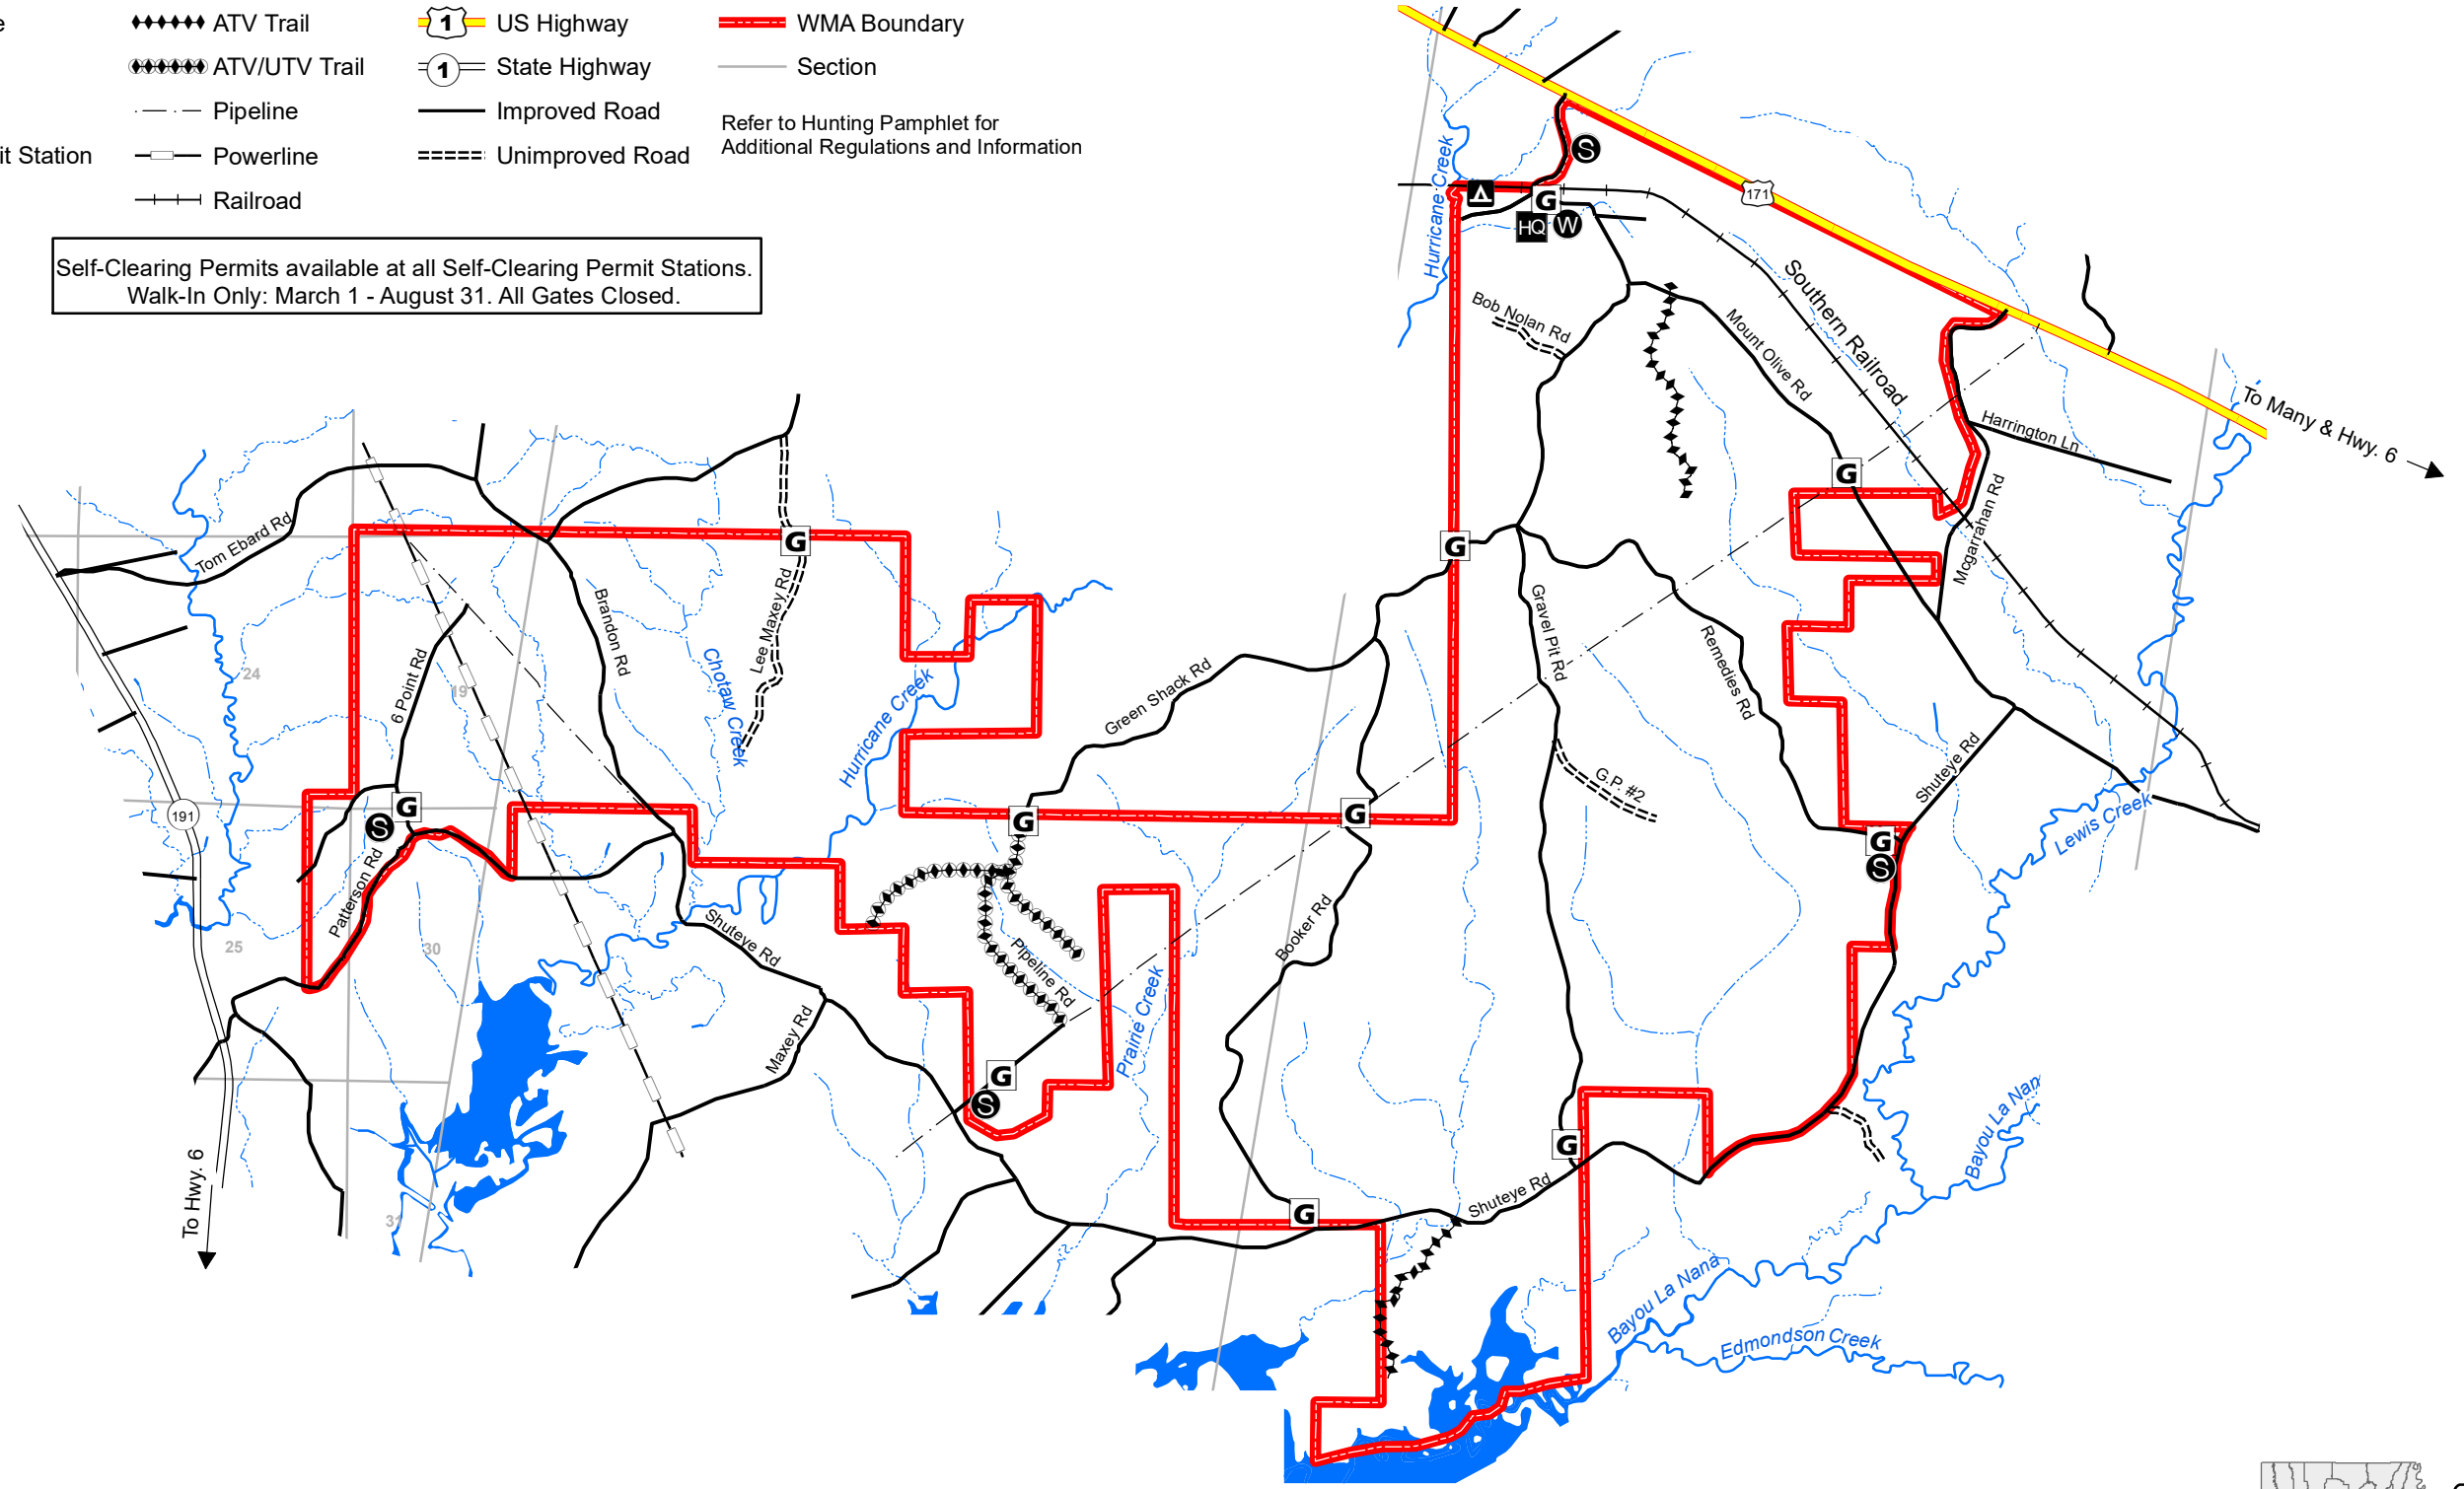 e
ATV Trail
1
US Highway
WMA Boundary
ATV/UTV Trail
1
State Highway
Section
Pipeline
Improved Road
Refer to Hunting Pamphlet for
Additional Regulations and Information
it Station
Powerline
Unimproved Road
Railroad
Self-Clearing Permits available at all Self-Clearing Permit Stations.
Walk-In Only: March 1 - August 31. All Gates Closed.
Hurricane Creek
S
171
G
HQ
W
Southern Railroad
Bob Nolan Rd
Mount Olive Rd
To Many & Hwy. 6
Harrington Ln
G
Mcgarrahan Rd
Tom Ebard Rd
G
G
Brandon Rd
Lee Maxey Rd
Chotaw Creek
24
19
6 Point Rd
Hurricane Creek
Green Shack Rd
Gravel Pit Rd
Remedies Rd
G.P. #2
Shuteye Rd
191
G
S
G
G
G
S
Lewis Creek
Patterson Rd
25
30
Shuteye Rd
Pipeline Rd
Booker Rd
Prairie Creek
Maxey Rd
G
S
G
Bayou La Nan
To Hwy. 6
31
G
Shuteye Rd
Bayou La Nana
Edmondson Creek